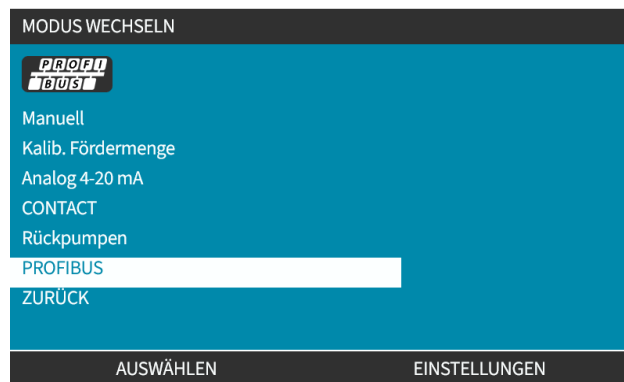 MODUS WECHSELN
PROFI
BUS
Manuell
Kalib. Fördermenge
Analog 4-20 mA
CONTACT
Rückpumpen
PROFIBUS
ZURÜCK
AUSWÄHLEN EINSTELLUNGEN